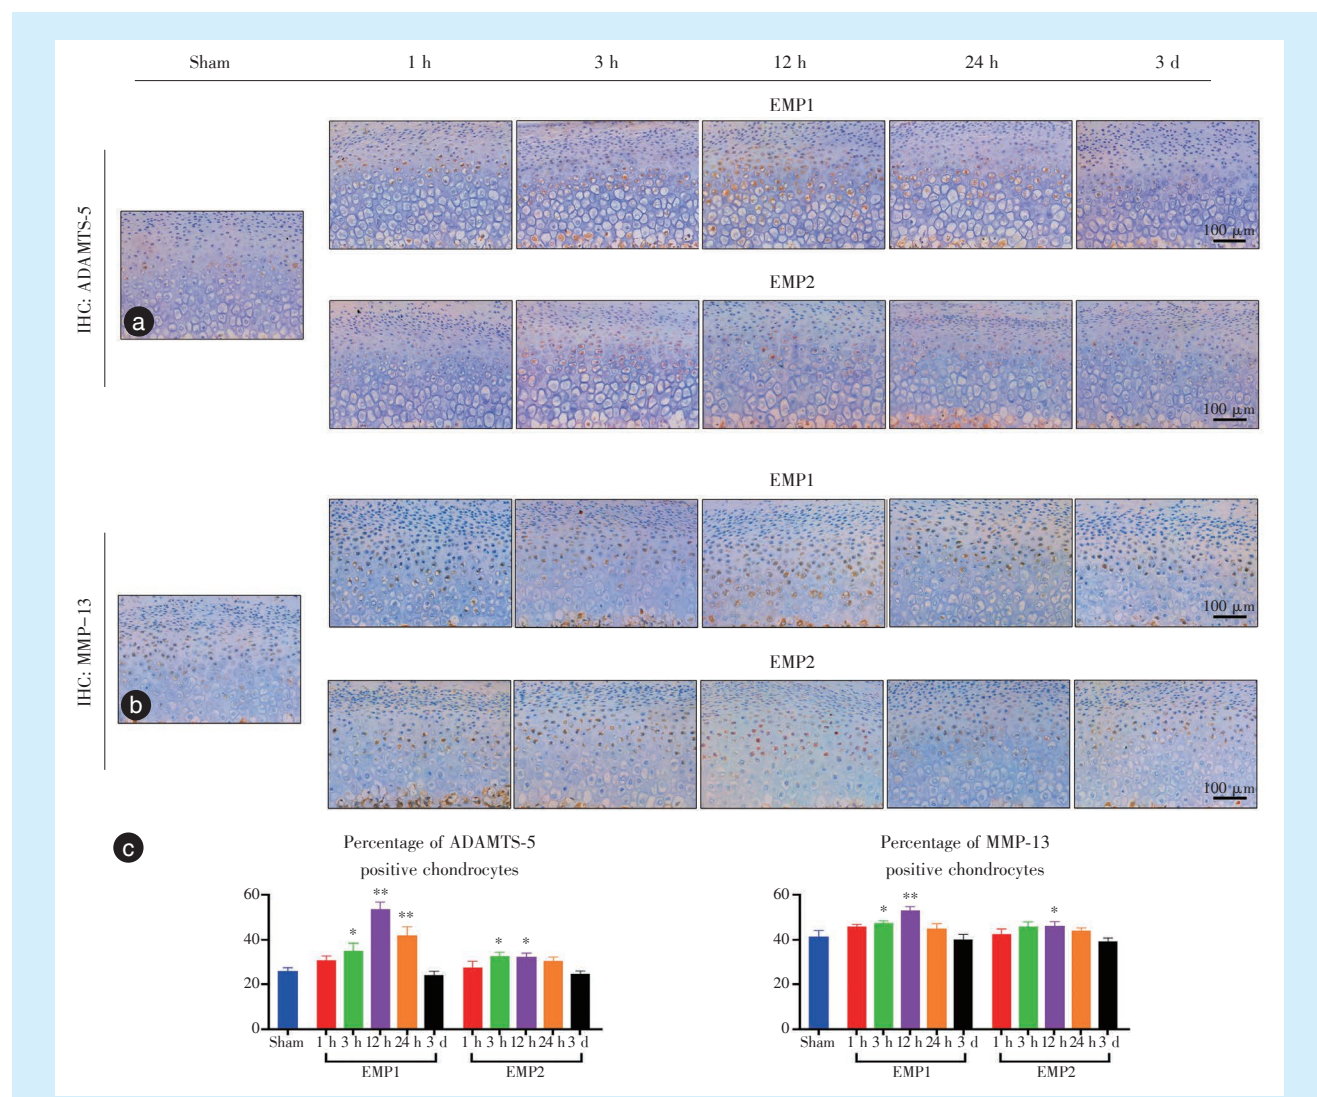 Sham 1 h 3 h 12 h 24 h 3 d
EMP1
IHC: ADAMTS-5
a
100 μm
EMP2
100 μm
EMP1
IHC: MMP-13
b
100 μm
EMP2
100 μm
c
Percentage of ADAMTS-5
positive chondrocytes
60
40
20
0
* ** ** * *
Sham 1 h 3 h 12 h 24 h 3 d 1 h 3 h 12 h 24 h 3 d
EMP1 EMP2
Percentage of MMP-13
positive chondrocytes
60
40
20
0
* ** *
Sham 1 h 3 h 12 h 24 h 3 d 1 h 3 h 12 h 24 h 3 d
EMP1 EMP2